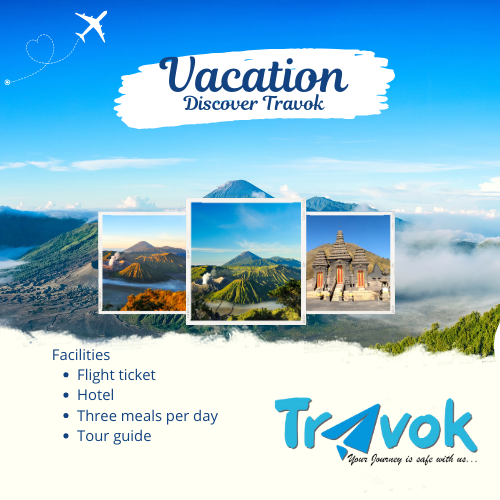 Vacation
Discover Travok
Facilities
Flight ticket
Hotel
Three meals per day
Tour guide
Travok
Your Journey is safe with us...